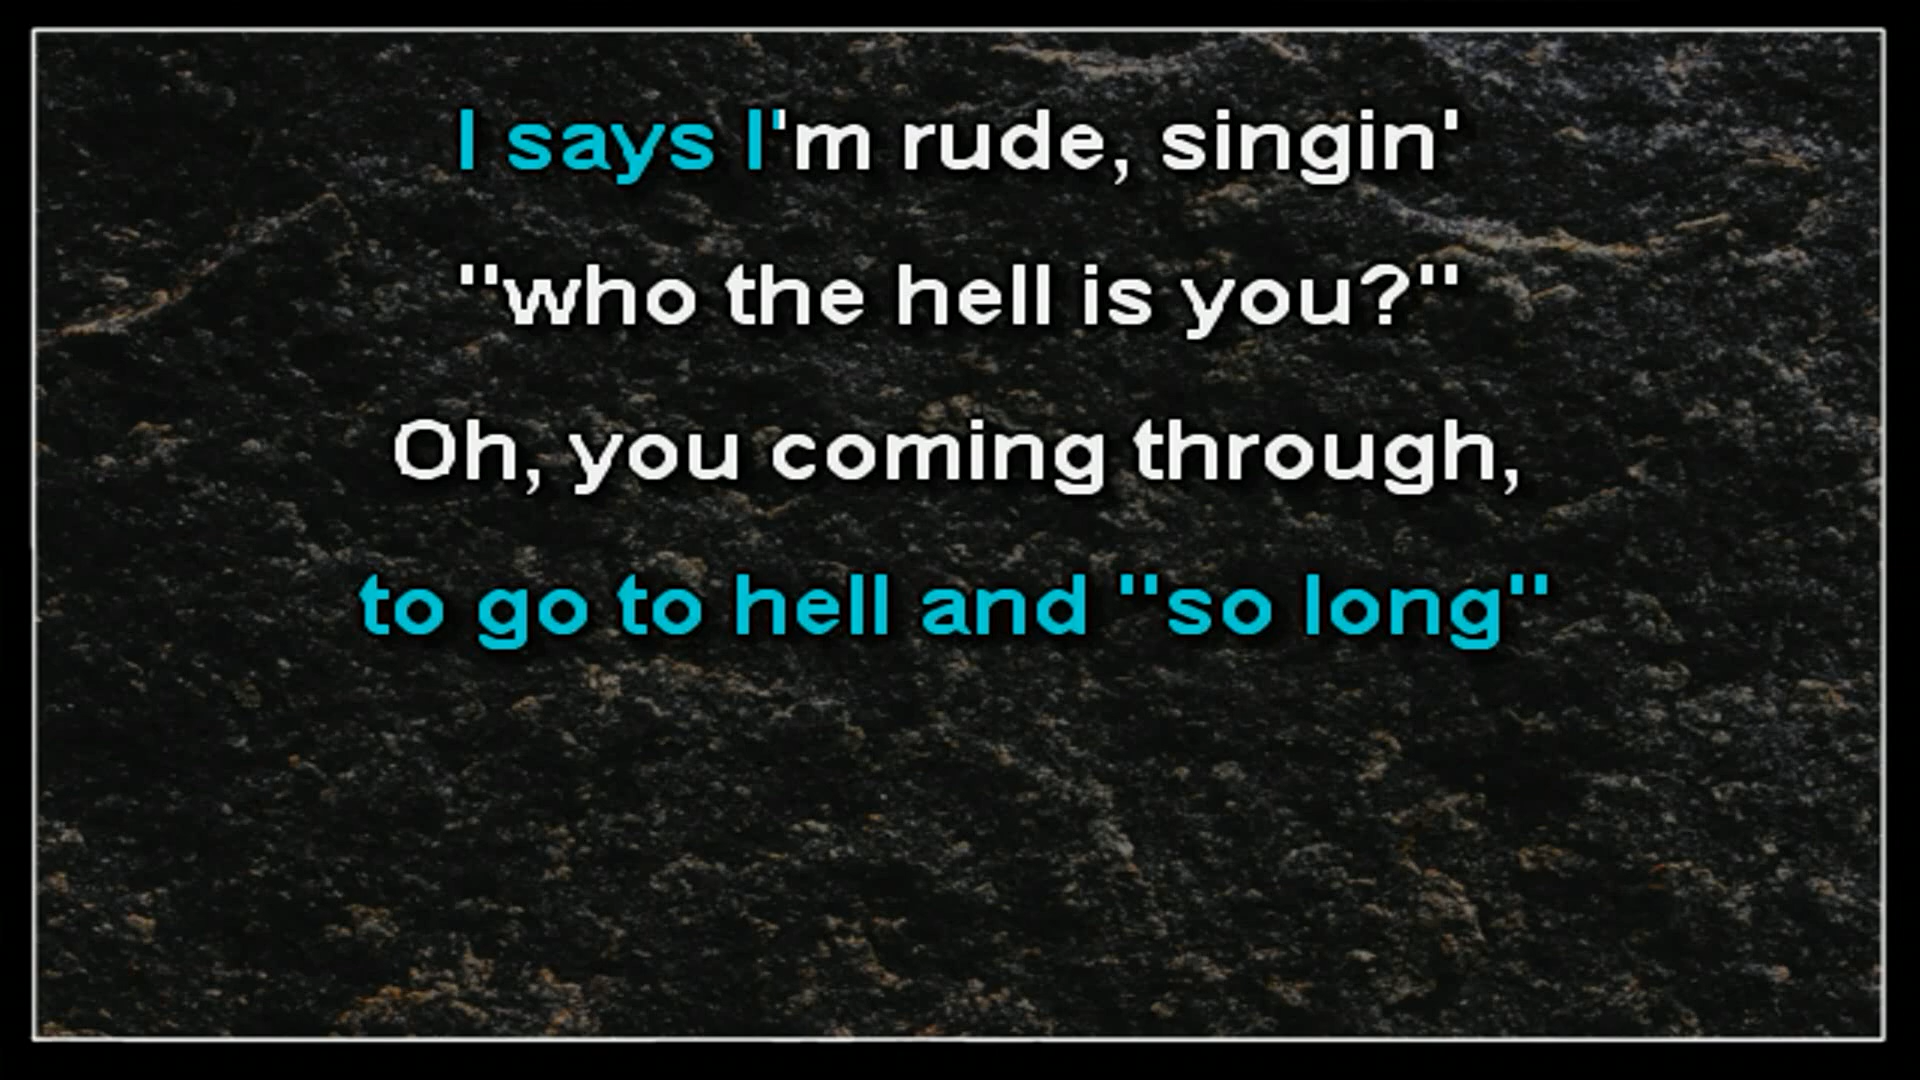 I says I'm rude, singin'
"who the hell is you?"
Oh, you coming through,
to go to hell and "so long"